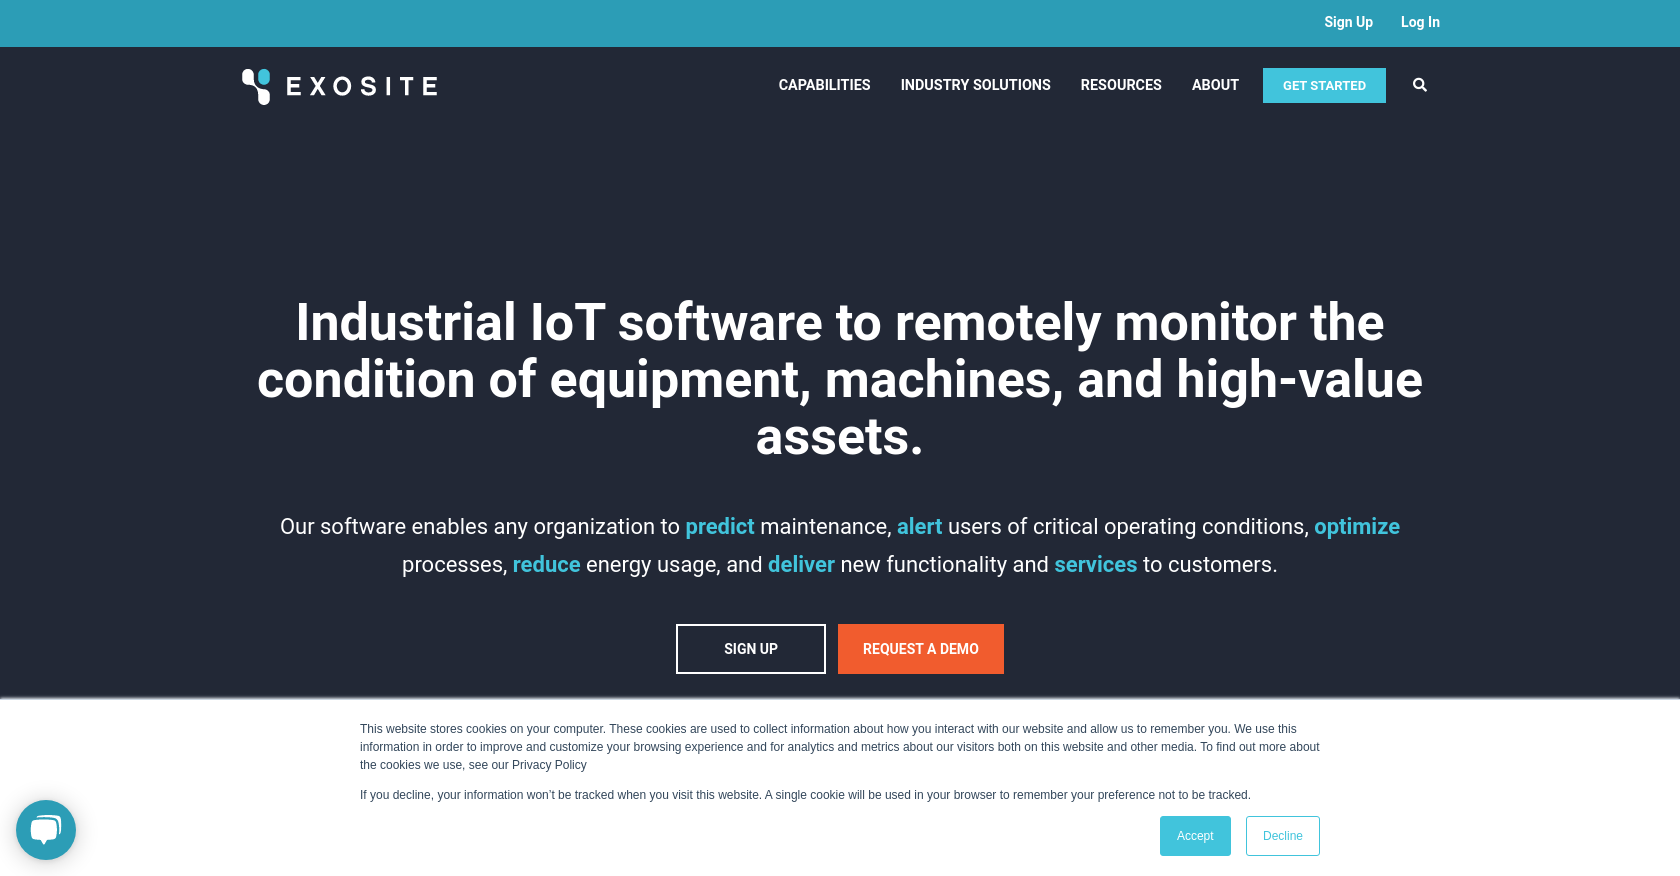 Sign Up Log In
EXOSITE
CAPABILITIES INDUSTRY SOLUTIONS RESOURCES ABOUT GET STARTED
Industrial IoT software to remotely monitor the
condition of equipment, machines, and high-value
assets.
Our software enables any organization to predict maintenance, alert users of critical operating conditions, optimize
processes, reduce energy usage, and deliver new functionality and services to customers.
SIGN UP REQUEST A DEMO
This website stores cookies on your computer. These cookies are used to collect information about how you interact with our website and allow us to remember you. We use this
information in order to improve and customize your browsing experience and for analytics and metrics about our visitors both on this website and other media. To find out more about
the cookies we use, see our Privacy Policy
If you decline, your information won’t be tracked when you visit this website. A single cookie will be used in your browser to remember your preference not to be tracked.
Accept Decline